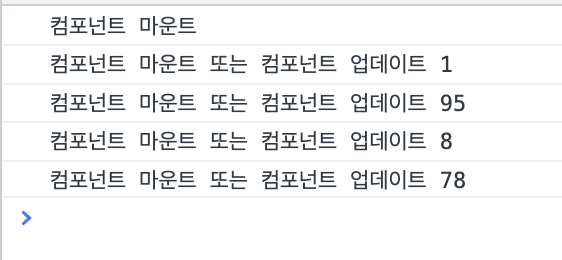 컴포넌트 마운트
컴포넌트 마운트 또는 컴포넌트 업데이트 1
컴포넌트 마운트 또는 컴포넌트 업데이트 95
컴포넌트 마운트 또는 컴포넌트 업데이트 8
컴포넌트 마운트 또는 컴포넌트 업데이트 78